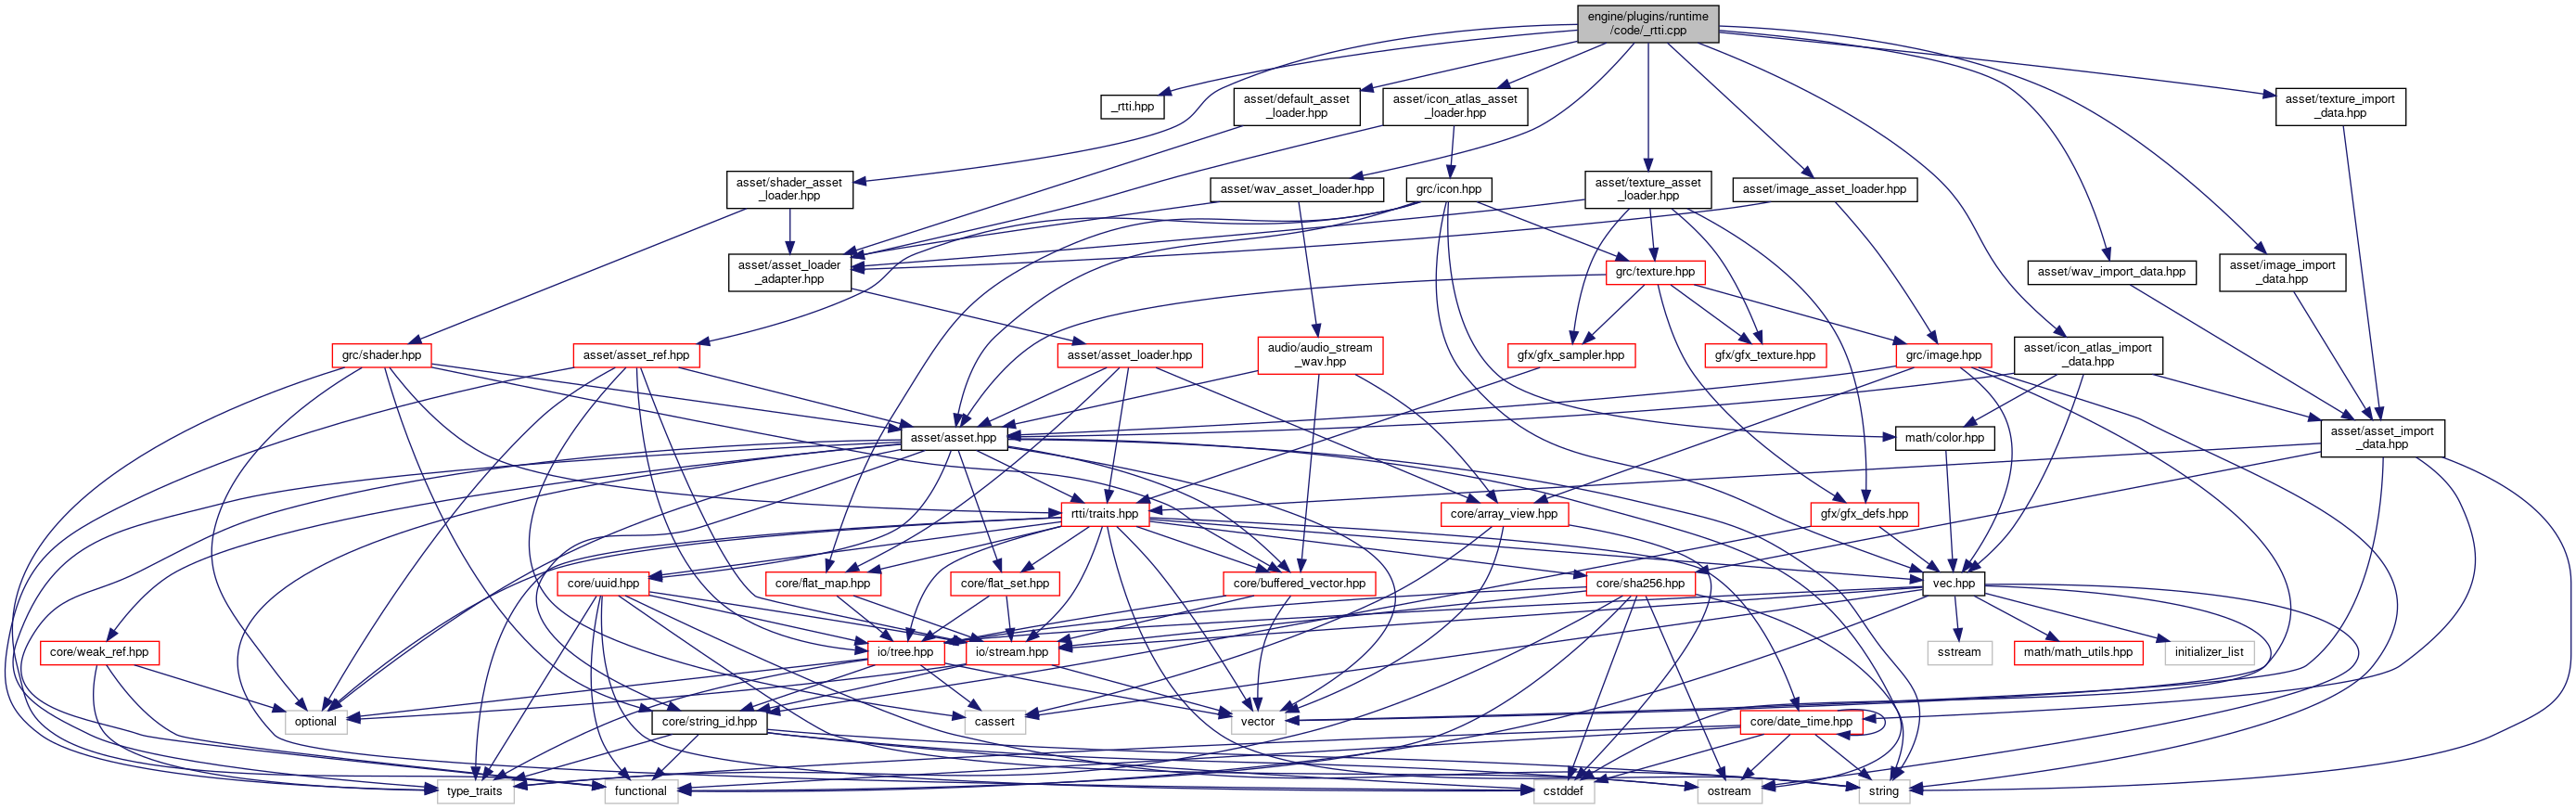 engine/plugins/runtime
/code/_rtti.cpp
_rtti.hpp
asset/default_asset
_loader.hpp
asset/icon_atlas_asset
_loader.hpp
asset/texture_import
_data.hpp
asset/shader_asset
_loader.hpp
asset/wav_asset_loader.hpp
grc/icon.hpp
asset/texture_asset
_loader.hpp
asset/image_asset_loader.hpp
asset/asset_loader
_adapter.hpp
grc/texture.hpp
asset/wav_import_data.hpp
asset/image_import
_data.hpp
grc/shader.hpp
asset/asset_ref.hpp
asset/asset_loader.hpp
audio/audio_stream
_wav.hpp
gfx/gfx_sampler.hpp
gfx/gfx_texture.hpp
grc/image.hpp
asset/icon_atlas_import
_data.hpp
asset/asset.hpp
math/color.hpp
asset/asset_import
_data.hpp
rtti/traits.hpp
core/array_view.hpp
gfx/gfx_defs.hpp
core/uuid.hpp
core/flat_map.hpp
core/flat_set.hpp
core/buffered_vector.hpp
core/sha256.hpp
vec.hpp
core/weak_ref.hpp
io/tree.hpp
io/stream.hpp
sstream
math/math_utils.hpp
initializer_list
optional
core/string_id.hpp
cassert
vector
core/date_time.hpp
type_traits
functional
cstddef
ostream
string